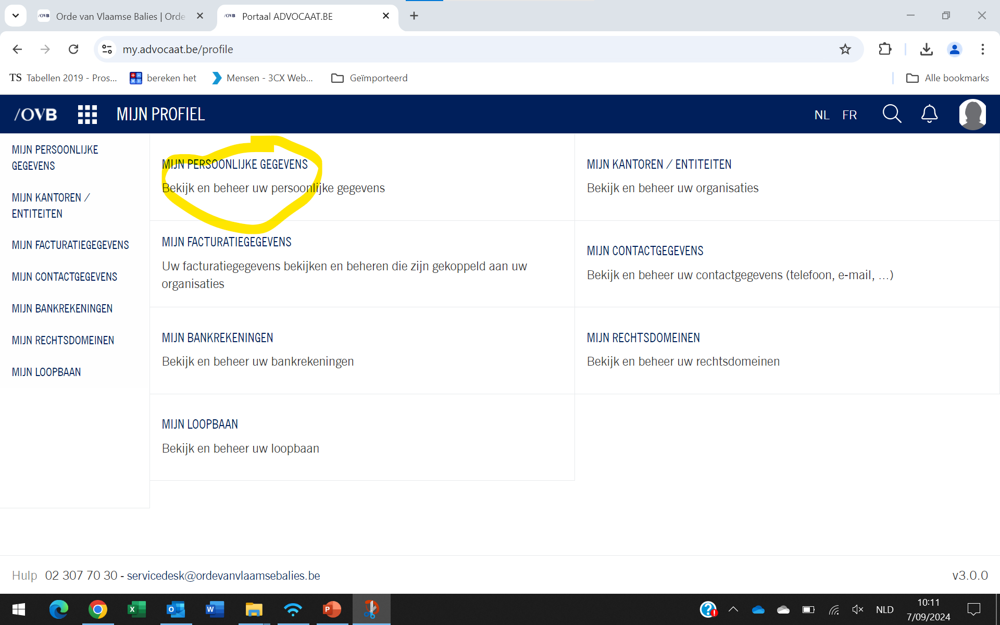 /OVB Orde van Vlaamse Balies | Orde
/OVB Portaal ADVOCAAT.BE
my.advocaat.be/profile
TS Tabellen 2019 - Pros...
bereken het
Mensen - 3CX Web...
Geïmporteerd
Alle bookmarks
/OVB
MIJN PROFIEL
NL FR
MIJN PERSOONLIJKE
GEGEVENS
MIJN KANTOREN /
ENTITEITEN
MIJN FACTURATIEGEGEVENS
MIJN CONTACTGEGEVENS
MIJN BANKREKENINGEN
MIJN RECHTSDOMEINEN
MIJN LOOPBAAN
MIJN PERSOONLIJKE GEGEVENS
Bekijk en beheer uw persoonlijke gegevens
MIJN KANTOREN / ENTITEITEN
Bekijk en beheer uw organisaties
MIJN FACTURATIEGEGEVENS
Uw facturatiegegevens bekijken en beheren die zijn gekoppeld aan uw
organisaties
MIJN CONTACTGEGEVENS
Bekijk en beheer uw contactgegevens (telefoon, e-mail, ...)
MIJN BANKREKENINGEN
Bekijk en beheer uw bankrekeningen
MIJN RECHTSDOMEINEN
Bekijk en beheer uw rechtsdomeinen
MIJN LOOPBAAN
Bekijk en beheer uw loopbaan
Hulp 02 307 70 30 - servicedesk@ordevanvlaamsebalies.be
v3.0.0
NLD
10:11
7/09/2024